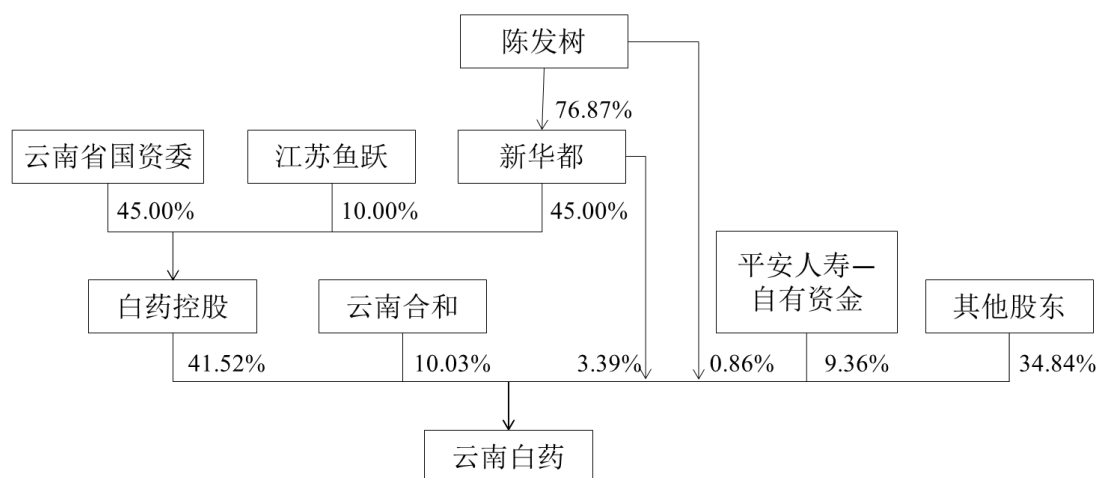 陈发树
76.87%
云南省国资委
江苏鱼跃
新华都
45.00%
10.00%
45.00%
平安人寿—
自有资金
白药控股
云南合和
其他股东
41.52%
10.03%
3.39%
0.86%
9.36%
34.84%
云南白药